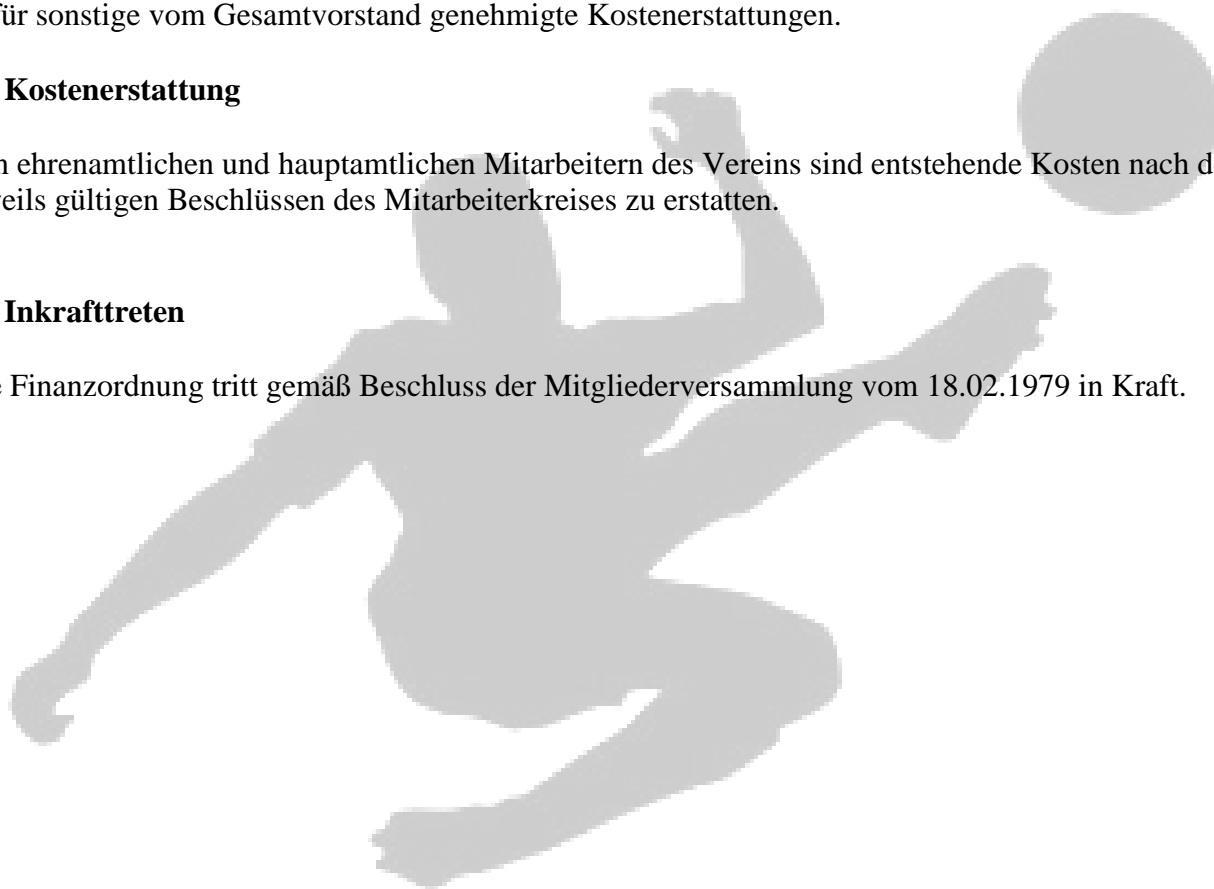 für sonstige vom Gesamtvorstand genehmigte Kostenerstattungen.
Kostenerstattung
n ehrenamtlichen und hauptamtlichen Mitarbeitern des Vereins sind entstehende Kosten nach d
eils gültigen Beschlüssen des Mitarbeiterkreises zu erstatten.
Inkrafttreten
e Finanzordnung tritt gemäß Beschluss der Mitgliederversammlung vom 18.02.1979 in Kraft.